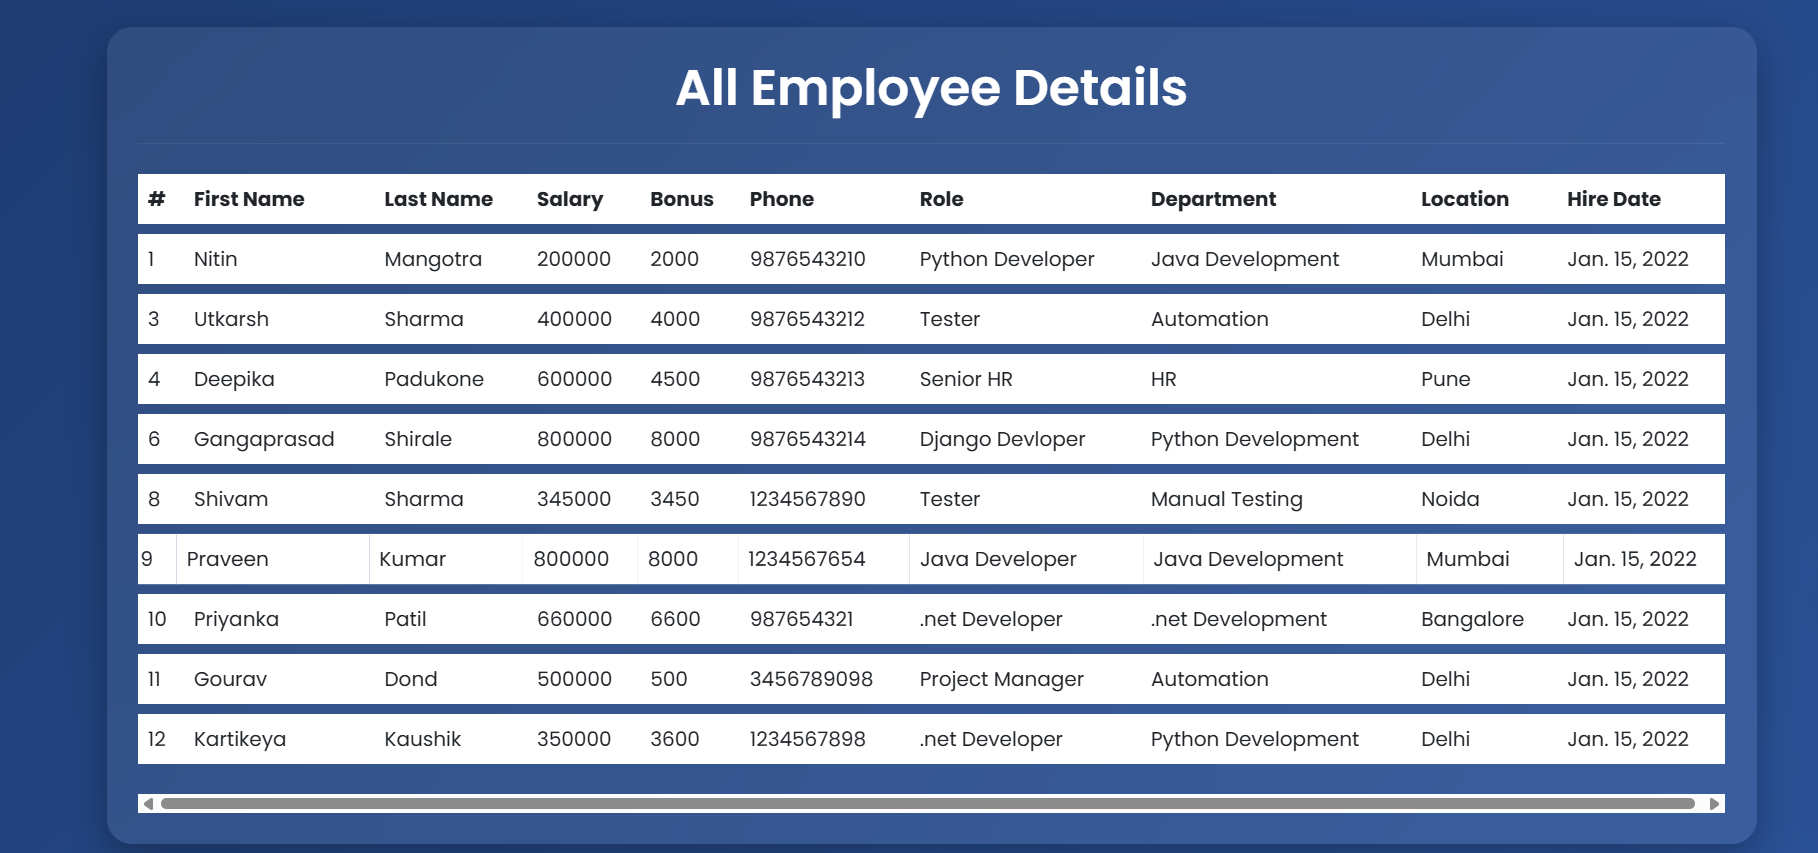 All Employee Details
# First Name Last Name Salary Bonus Phone Role Department Location Hire Date
1 Nitin Mangotra 200000 2000 9876543210 Python Developer Java Development Mumbai Jan. 15, 2022
3 Utkarsh Sharma 400000 4000 9876543212 Tester Automation Delhi Jan. 15, 2022
4 Deepika Padukone 600000 4500 9876543213 Senior HR HR Pune Jan. 15, 2022
6 Gangaprasad Shirale 800000 8000 9876543214 Django Devloper Python Development Delhi Jan. 15, 2022
8 Shivam Sharma 345000 3450 1234567890 Tester Manual Testing Noida Jan. 15, 2022
9 Praveen Kumar 800000 8000 1234567654 Java Developer Java Development Mumbai Jan. 15, 2022
10 Priyanka Patil 660000 6600 987654321 .net Developer .net Development Bangalore Jan. 15, 2022
11 Gourav Dond 500000 500 3456789098 Project Manager Automation Delhi Jan. 15, 2022
12 Kartikeya Kaushik 350000 3600 1234567898 .net Developer Python Development Delhi Jan. 15, 2022